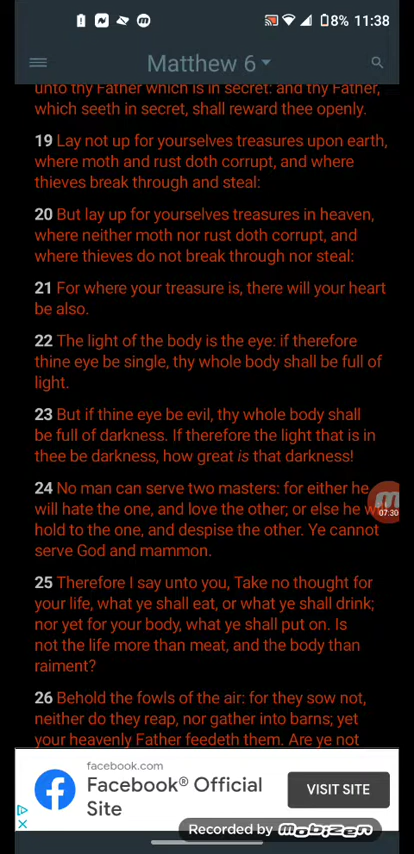 8% 11:38
Matthew 6
unto thy Father which is in secret: and thy Father,
which seeth in secret, shall reward thee openly.
19 Lay not up for yourselves treasures upon earth,
where moth and rust doth corrupt, and where
thieves break through and steal:
20 But lay up for yourselves treasures in heaven,
where neither moth nor rust doth corrupt, and
where thieves do not break through nor steal:
21 For where your treasure is, there will your heart
be also.
22 The light of the body is the eye: if therefore
thine eye be single, thy whole body shall be full of
light.
23 But if thine eye be evil, thy whole body shall
be full of darkness. If therefore the light that is in
thee be darkness, how great is that darkness!
24 No man can serve two masters: for either he
will hate the one, and love the other; or else he w
07:30
hold to the one, and despise the other. Ye cannot
serve God and mammon.
25 Therefore I say unto you, Take no thought for
your life, what ye shall eat, or what ye shall drink;
nor yet for your body, what ye shall put on. Is
not the life more than meat, and the body than
raiment?
26 Behold the fowls of the air: for they sow not,
neither do they reap, nor gather into barns; yet
your heavenly Father feedeth them. Are ye not
facebook.com
Facebook® Official
Site
VISIT SITE
Recorded by mobizen